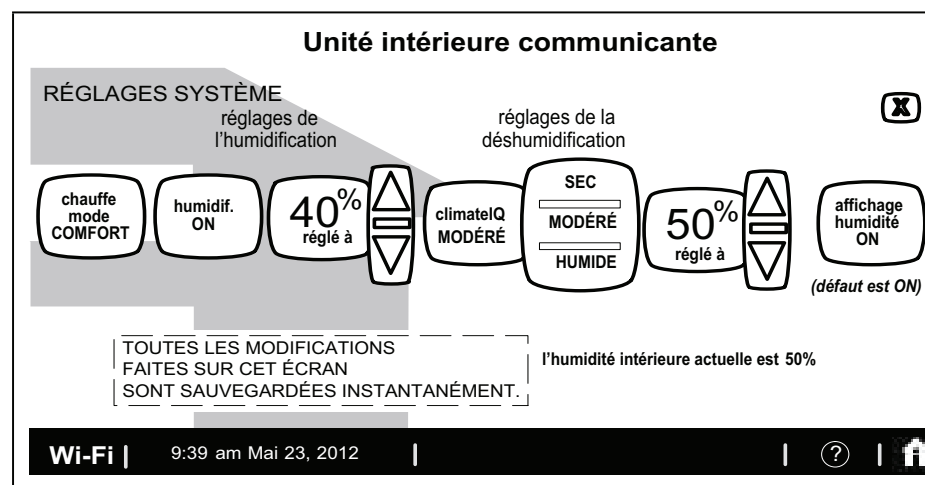 Unité intérieure communicante
RÉGLAGES SYSTÈME
réglages de
l'humidification
réglages de la
déshumidification
X
chauffe
mode
COMFORT
humidif.
ON
40%
réglé à
climateIQ
MODÉRÉ
SEC
MODÉRÉ
HUMIDE
50%
réglé à
affichage
humidité
ON
(défaut est ON)
TOUTES LES MODIFICATIONS
FAITES SUR CET ÉCRAN
SONT SAUVEGARDÉES INSTANTANÉMENT.
l'humidité intérieure actuelle est 50%
Wi-Fi | 9:39 am Mai 23, 2012 | | ? |